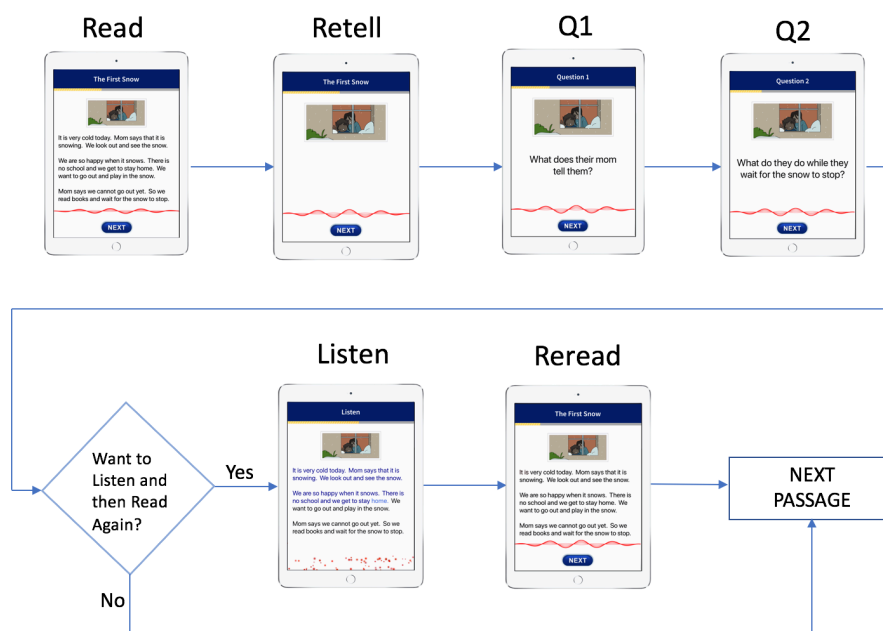 Read
Retell
Q1
Q2
The First Snow
It is very cold today. Mom says that it is
snowing. We look out and see the snow.
We are so happy when it snows. There is
no school and we get to stay home. We
want to go out and play in the snow.
Mom says we cannot go out yet. So we
read books and wait for the snow to stop.
NEXT
The First Snow
NEXT
Question 1
What does their mom
tell them?
NEXT
Question 2
What do they do while they
wait for the snow to stop?
NEXT
Want to
Listen and
then Read
Again?
Yes
No
Listen
Listen
It is very cold today. Mom says that it is
snowing. We look out and see the snow.
We are so happy when it snows. There is
no school and we get to stay home. We
want to go out and play in the snow.
Mom says we cannot go out yet. So we
read books and wait for the snow to stop.
Reread
The First Snow
It is very cold today. Mom says that it is
snowing. We look out and see the snow.
We are so happy when it snows. There is
no school and we get to stay home. We
want to go out and play in the snow.
Mom says we cannot go out yet. So we
read books and wait for the snow to stop.
NEXT
NEXT
PASSAGE